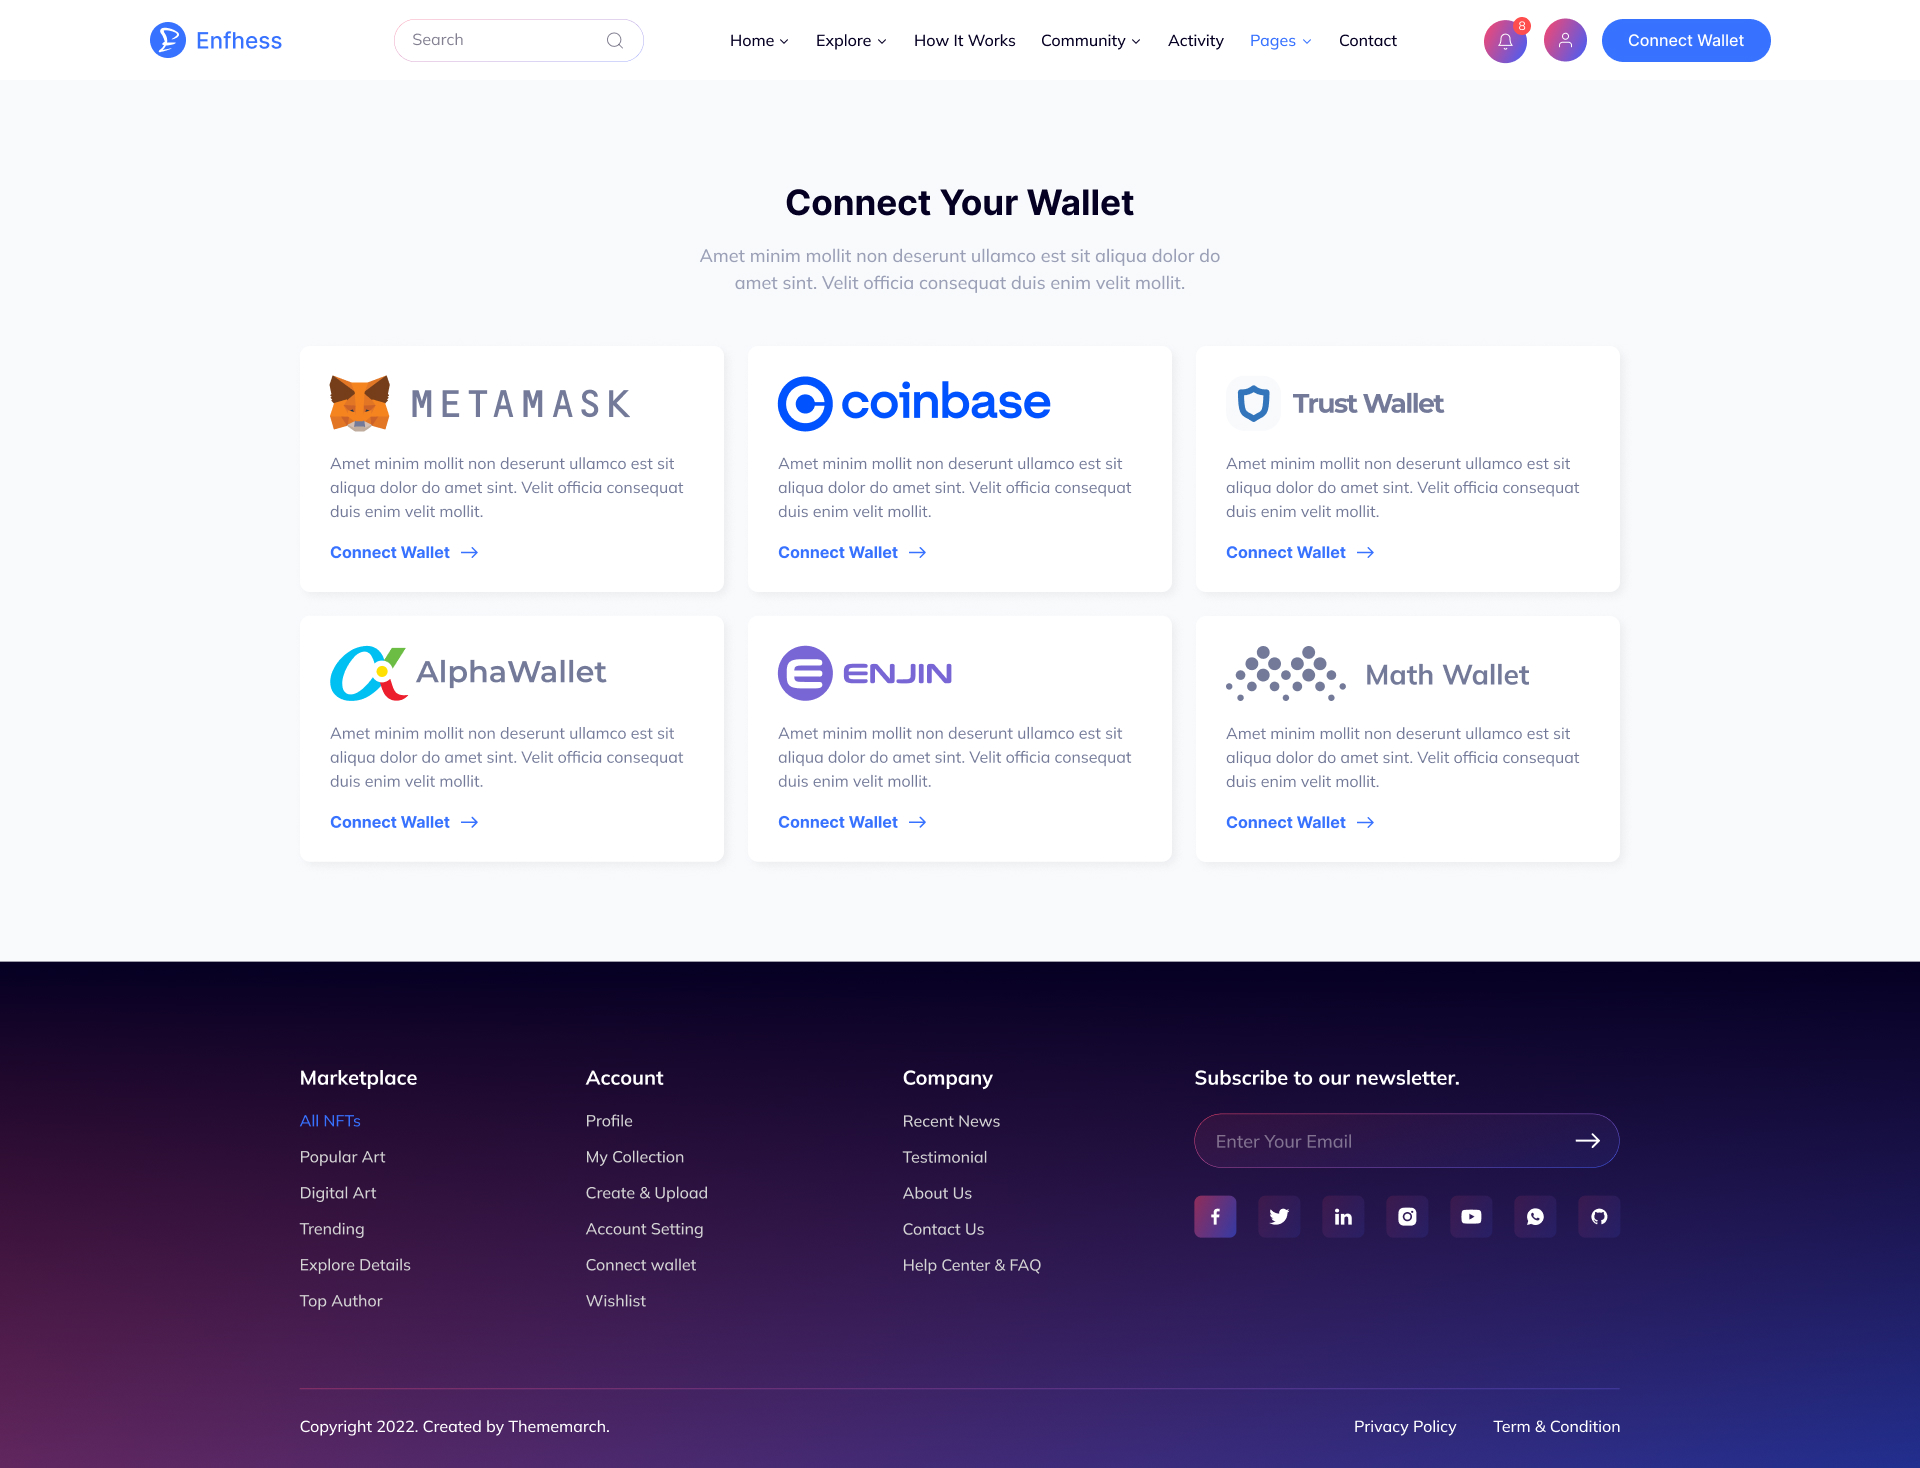 Enfhess
Search
Home
Explore
How It Works
Community
Activity
Pages
Contact
8
Connect Wallet
Connect Your Wallet
Amet minim mollit non deserunt ullamco est sit aliqua dolor do
amet sint. Velit officia consequat duis enim velit mollit.
METAMASK
Amet minim mollit non deserunt ullamco est sit
aliqua dolor do amet sint. Velit officia consequat
duis enim velit mollit.
Connect Wallet
coinbase
Amet minim mollit non deserunt ullamco est sit
aliqua dolor do amet sint. Velit officia consequat
duis enim velit mollit.
Connect Wallet
Trust Wallet
Amet minim mollit non deserunt ullamco est sit
aliqua dolor do amet sint. Velit officia consequat
duis enim velit mollit.
Connect Wallet
AlphaWallet
Amet minim mollit non deserunt ullamco est sit
aliqua dolor do amet sint. Velit officia consequat
duis enim velit mollit.
Connect Wallet
ENJIN
Amet minim mollit non deserunt ullamco est sit
aliqua dolor do amet sint. Velit officia consequat
duis enim velit mollit.
Connect Wallet
Math Wallet
Amet minim mollit non deserunt ullamco est sit
aliqua dolor do amet sint. Velit officia consequat
duis enim velit mollit.
Connect Wallet
Marketplace
All NFTs
Popular Art
Digital Art
Trending
Explore Details
Top Author
Account
Profile
My Collection
Create & Upload
Account Setting
Connect wallet
Wishlist
Company
Recent News
Testimonial
About Us
Contact Us
Help Center & FAQ
Subscribe to our newsletter.
Enter Your Email
Copyright 2022. Created by Thememarch.
Privacy Policy
Term & Condition